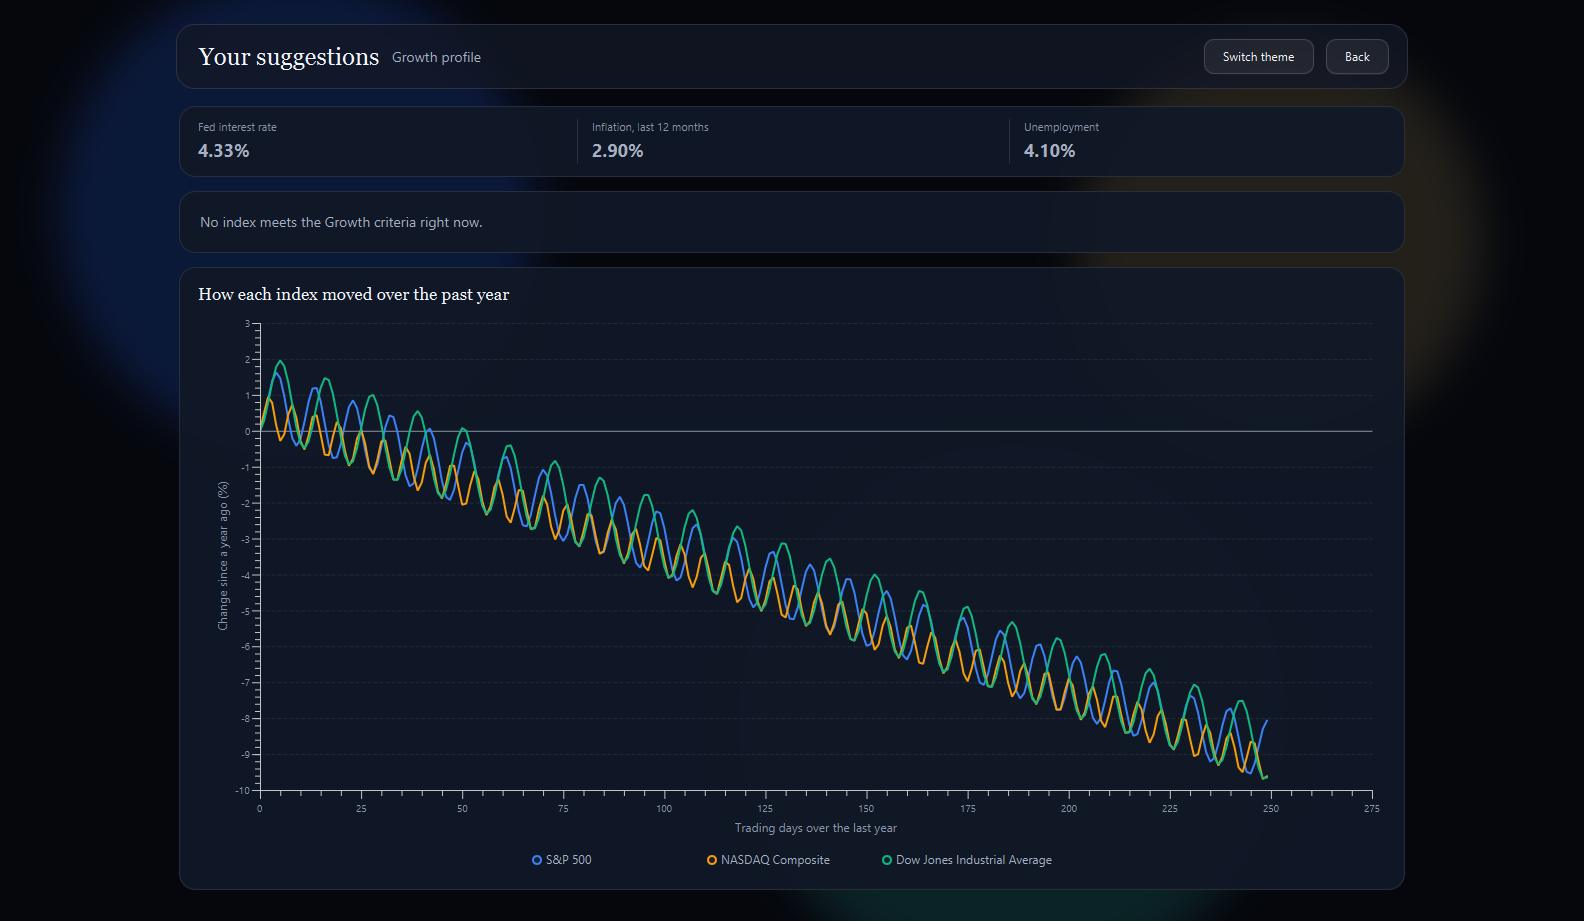 Your suggestions Growth profile Switch theme Back
Fed interest rate Inflation, last 12 months Unemployment
4.33% 2.90% 4.10%
No index meets the Growth criteria right now.
How each index moved over the past year
3
2
1
0
-1
-2
-3
-4
-5
-6
-7
-8
-9
-10
Change since a year ago (%)
0 25 50 75 100 125 150 175 200 225 250 275
Trading days over the last year
S&P 500 NASDAQ Composite Dow Jones Industrial Average